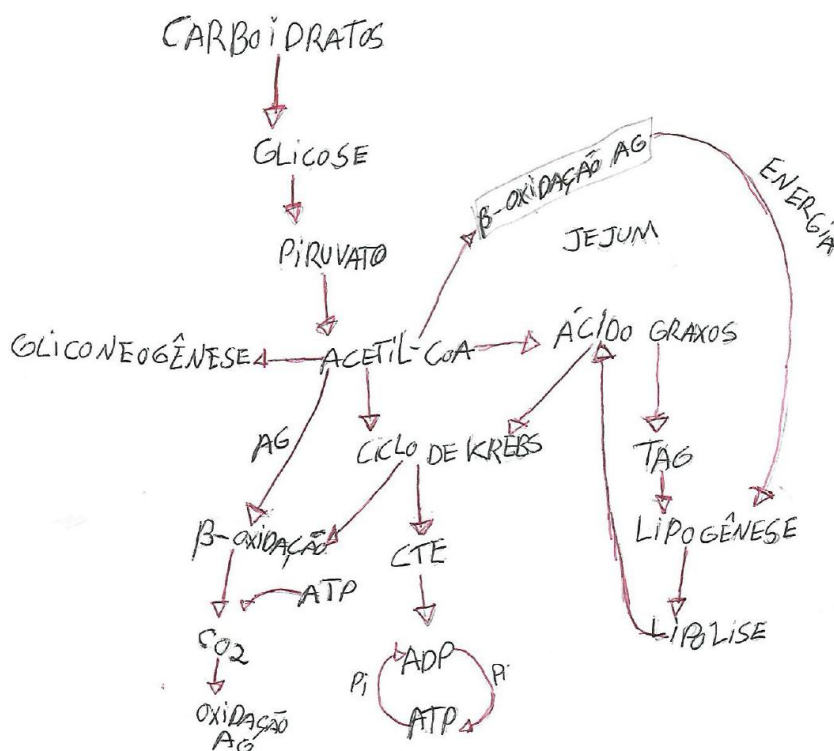 CARBOIDRATOS
GLICOSE
β-OXIDAÇÃO AG
ENERGIA
JEJUM
PIRUVATO
GLICONEOGÊNESE
ACETIL-COA
ÁCIDO GRAXOS
AG
CICLO DE KREBS
TAG
β-OXIDAÇÃO
CTE
LIPOGÊNESE
ATP
CO2
LIPOLISE
Pi
ADP
Pi
ATP
OXIDAÇÃO
AG